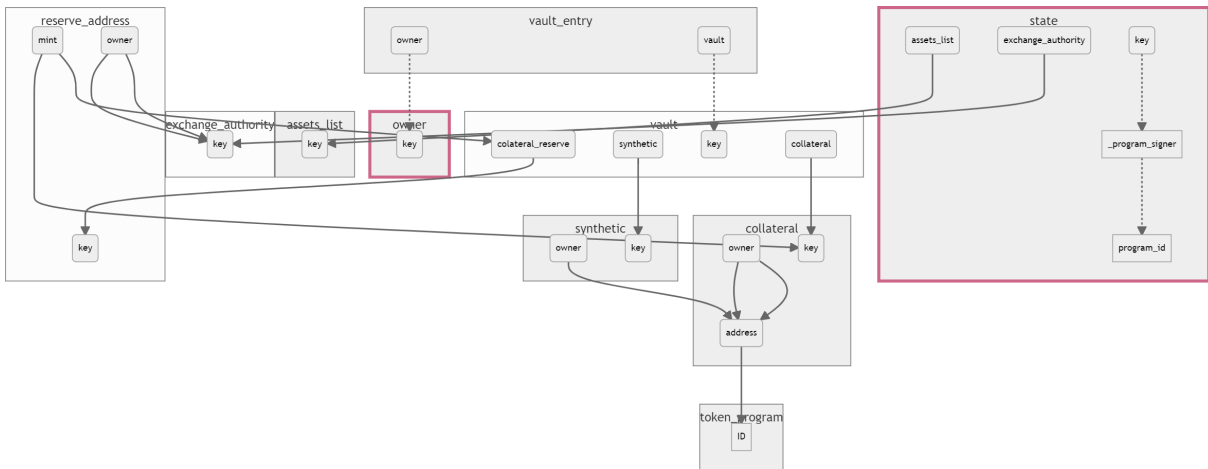 reserve_address
vault_entry
state
mint
owner
owner
vault
assets_list
exchange_authority
key
exchange_authority
assets_list
owner
vault
key
key
key
colateral_reserve
synthetic
key
collateral
_program_signer
synthetic
collateral
key
owner
key
owner
key
program_id
address
token_program
ID